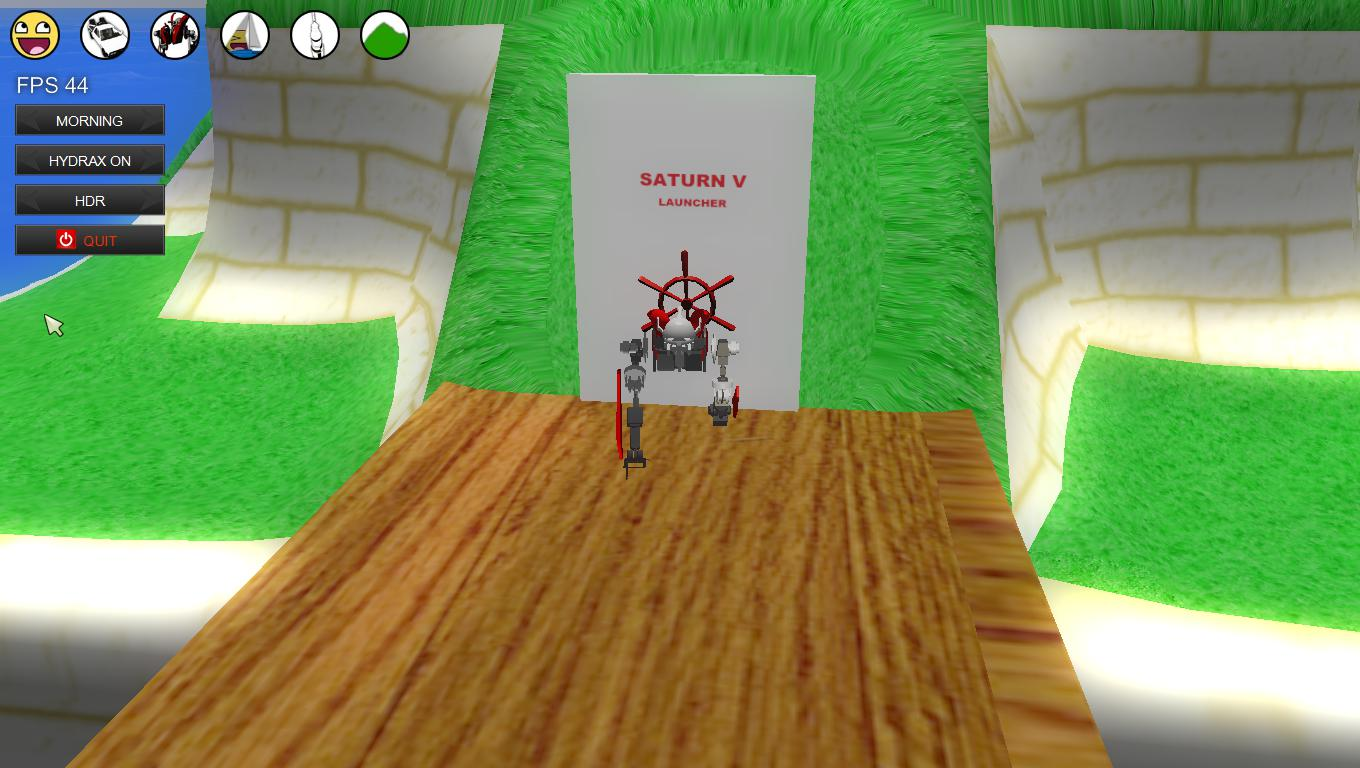 FPS 44
MORNING
HYDRAX ON
HDR
QUIT
SATURN V
LAUNCHER